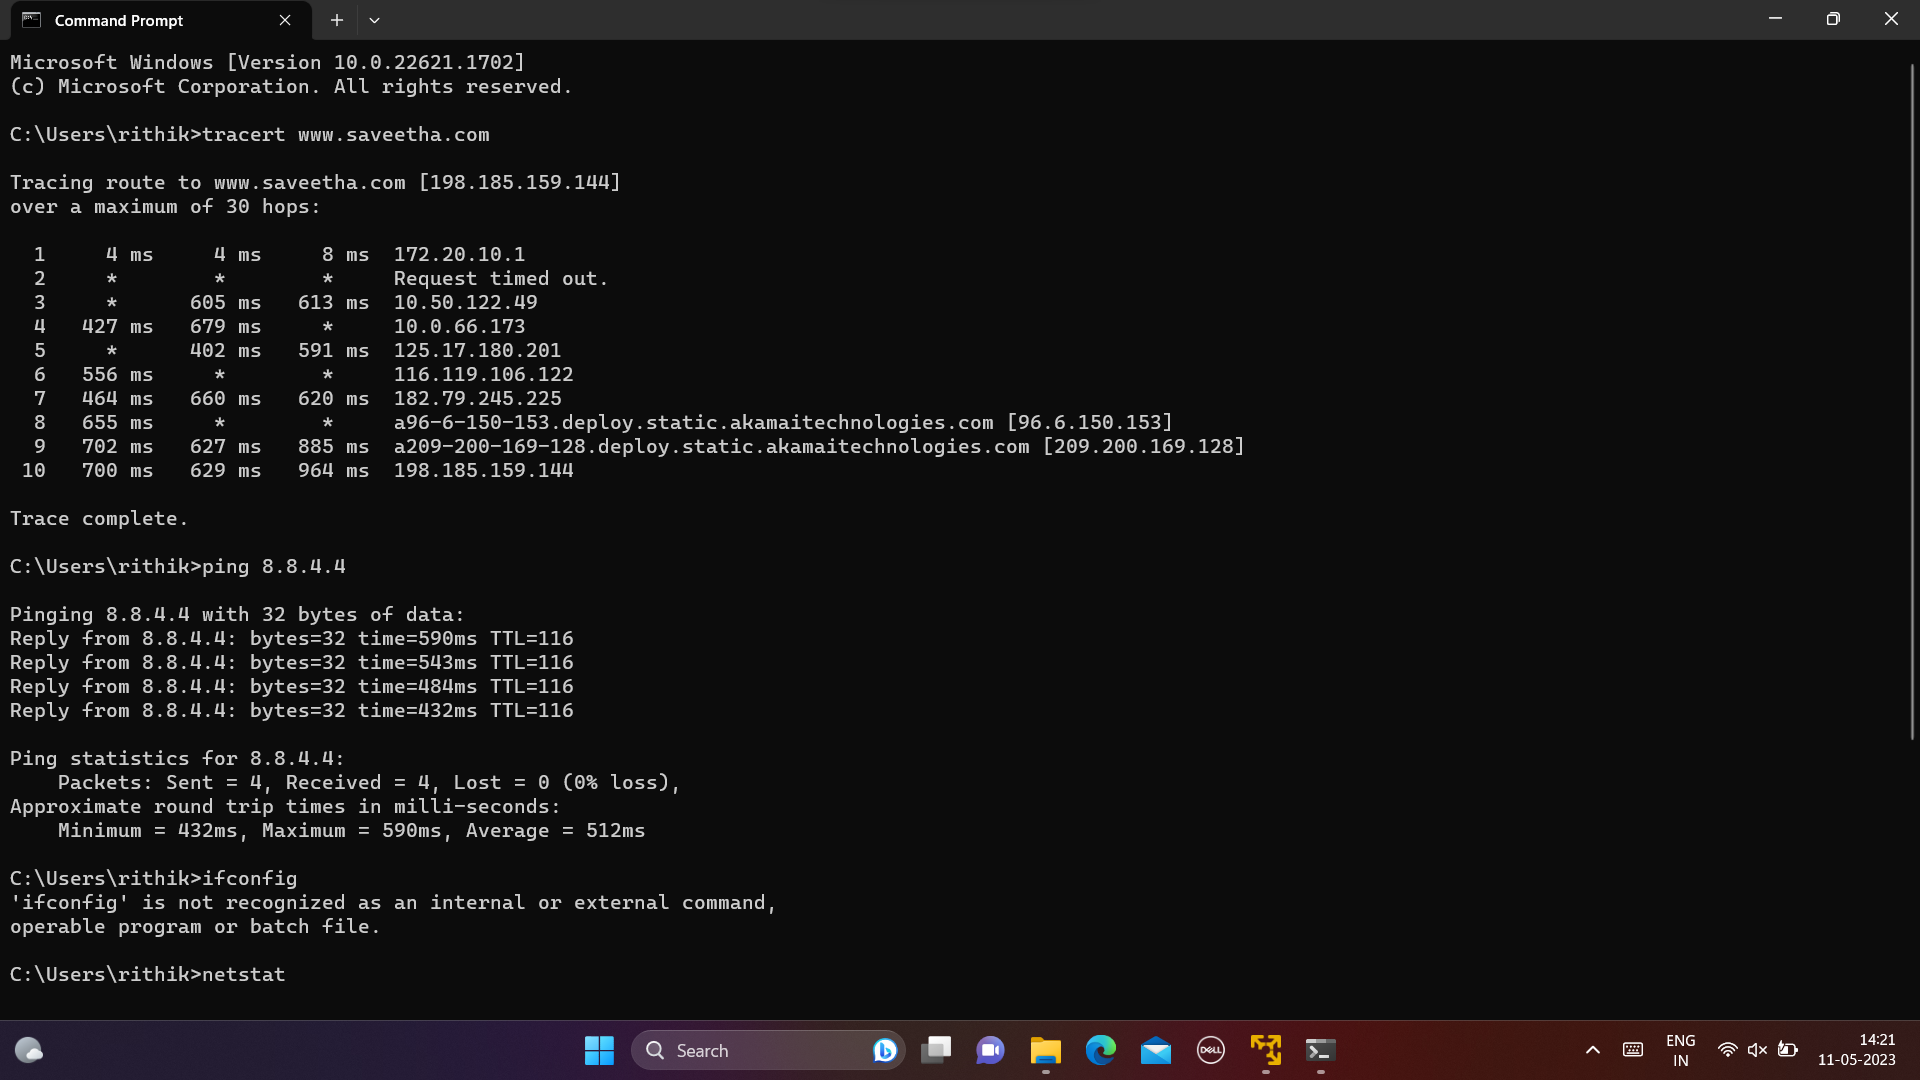 Command Prompt
Microsoft Windows [Version 10.0.22621.1702]
(c) Microsoft Corporation. All rights reserved.
C:\Users\rithik>tracert www.saveetha.com
Tracing route to www.saveetha.com [198.185.159.144]
over a maximum of 30 hops:
1     4 ms     4 ms     8 ms  172.20.10.1
2     *        *        *     Request timed out.
3     *      605 ms   613 ms  10.50.122.49
4   427 ms   679 ms     *     10.0.66.173
5     *      402 ms   591 ms  125.17.180.201
6   556 ms     *        *     116.119.106.122
7   464 ms   660 ms   620 ms  182.79.245.225
8   655 ms     *        *     a96-6-150-153.deploy.static.akamaitechnologies.com [96.6.150.153]
9   702 ms   627 ms   885 ms  a209-200-169-128.deploy.static.akamaitechnologies.com [209.200.169.128]
10   700 ms   629 ms   964 ms  198.185.159.144
Trace complete.
C:\Users\rithik>ping 8.8.4.4
Pinging 8.8.4.4 with 32 bytes of data:
Reply from 8.8.4.4: bytes=32 time=590ms TTL=116
Reply from 8.8.4.4: bytes=32 time=543ms TTL=116
Reply from 8.8.4.4: bytes=32 time=484ms TTL=116
Reply from 8.8.4.4: bytes=32 time=432ms TTL=116
Ping statistics for 8.8.4.4:
Packets: Sent = 4, Received = 4, Lost = 0 (0% loss),
Approximate round trip times in milli-seconds:
Minimum = 432ms, Maximum = 590ms, Average = 512ms
C:\Users\rithik>ifconfig
'ifconfig' is not recognized as an internal or external command,
operable program or batch file.
C:\Users\rithik>netstat
Search
DELL
ENG
IN
14:21
11-05-2023